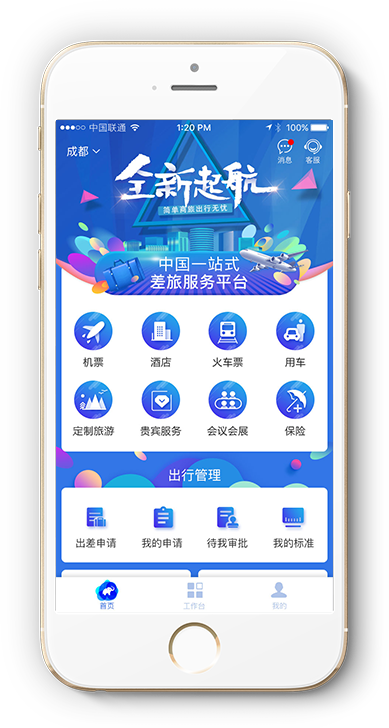 中国联通
1:20 PM
100%
成都
消息
客服
全新起航
简单商旅出行无忧
中国一站式
差旅服务平台
机票
酒店
火车票
用车
定制旅游
贵宾服务
会议会展
保险
出行管理
出差申请
我的申请
待我审批
我的标准
首页
工作台
我的